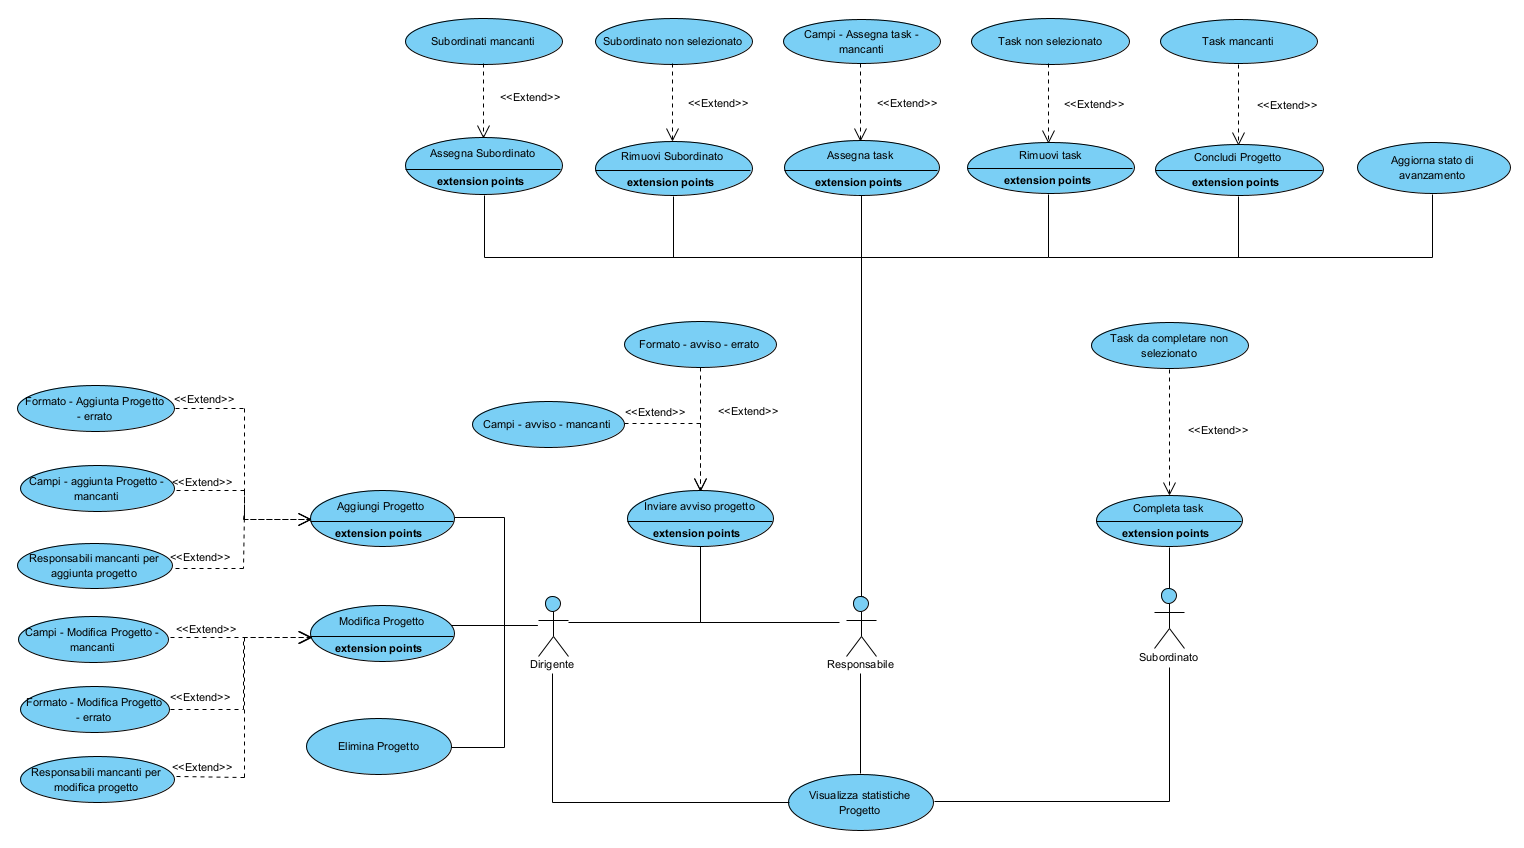 Subordinati mancanti
Subordinato non selezionato
Campi - Assegna task -
mancanti
Task non selezionato
Task mancanti
<<Extend>>
<<Extend>>
<<Extend>>
<<Extend>>
<<Extend>>
Assegna Subordinato
extension points
Rimuovi Subordinato
extension points
Assegna task
extension points
Rimuovi task
extension points
Concludi Progetto
extension points
Aggiorna stato di
avanzamento
Formato - avviso - errato
Task da completare non
selezionato
Formato - Aggiunta Progetto
- errato
<<Extend>>
Campi - avviso - mancanti
<<Extend>>
<<Extend>>
<<Extend>>
Campi - aggiunta Progetto -
mancanti
<<Extend>>
Aggiungi Progetto
extension points
Inviare avviso progetto
extension points
Completa task
extension points
Responsabili mancanti per
aggiunta progetto
<<Extend>>
Campi - Modifica Progetto -
mancanti
<<Extend>>
Modifica Progetto
extension points
Dirigente
Responsabile
Subordinato
Formato - Modifica Progetto
- errato
<<Extend>>
Elimina Progetto
Responsabili mancanti per
modifica progetto
<<Extend>>
Visualizza statistiche
Progetto